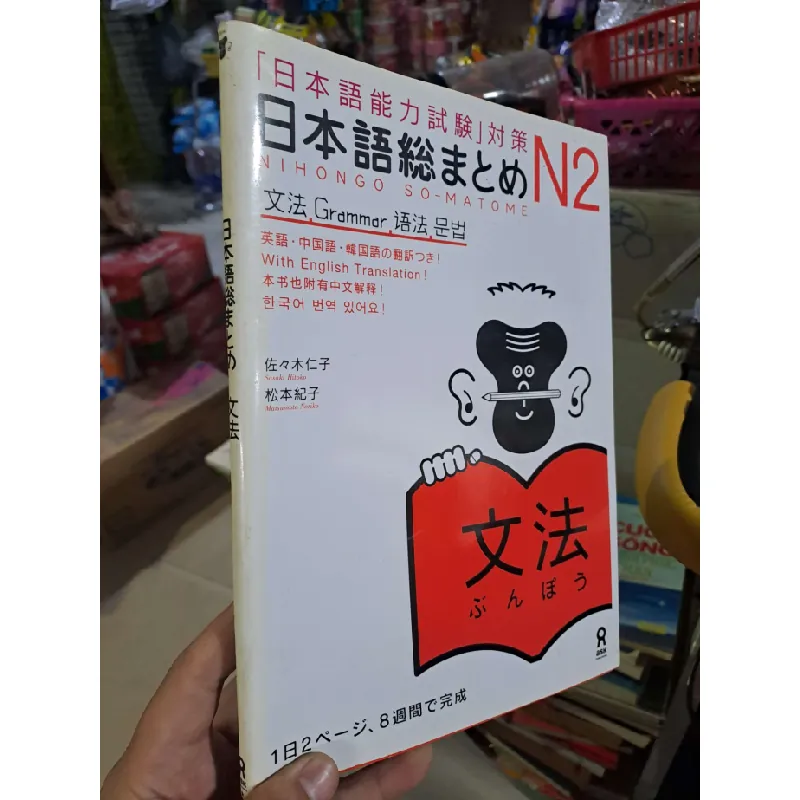 「日本語能力試験」対策
日本語総まとめ N2
NIHONGO SO-MATOME
文法 Grammar 语法 문법
英語・中国語・韓国語の翻訳つき!
With English Translation!
本书也附有中文解释!
한국어 번역 있어요!
佐々木仁子
Sasaki Hitoko
松本紀子
Matsumoto Noriko
文法
ぶんぽう
ask
1日2ページ、8週間で完成
日本語総まとめ 文法
CUỘC
SỐNG